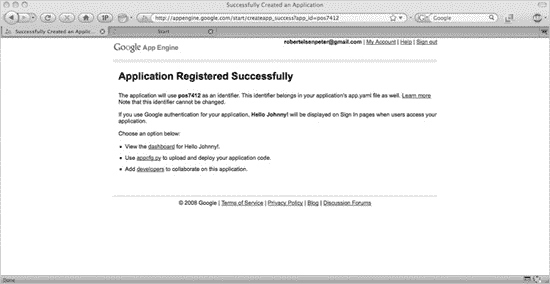 Successfully Created an Application
http://appengine.google.com/start/createapp_success?app_id=pos7412
Google
Successfully Created an Applic...
Start
Google App Engine
robertelsenpeter@gmail.com | My Account | Help | Sign out
Application Registered Successfully
The application will use pos7412 as an identifier. This identifier belongs in your application's app.yaml file as well. Learn more
Note that this identifier cannot be changed.
If you use Google authentication for your application, Hello Johnny! will be displayed on Sign In pages when users access your
application.
Choose an option below:
View the dashboard for Hello Johnny!.
Use appcfg.py to upload and deploy your application code.
Add developers to collaborate on this application.
© 2008 Google | Terms of Service | Privacy Policy | Blog | Discussion Forums
Done